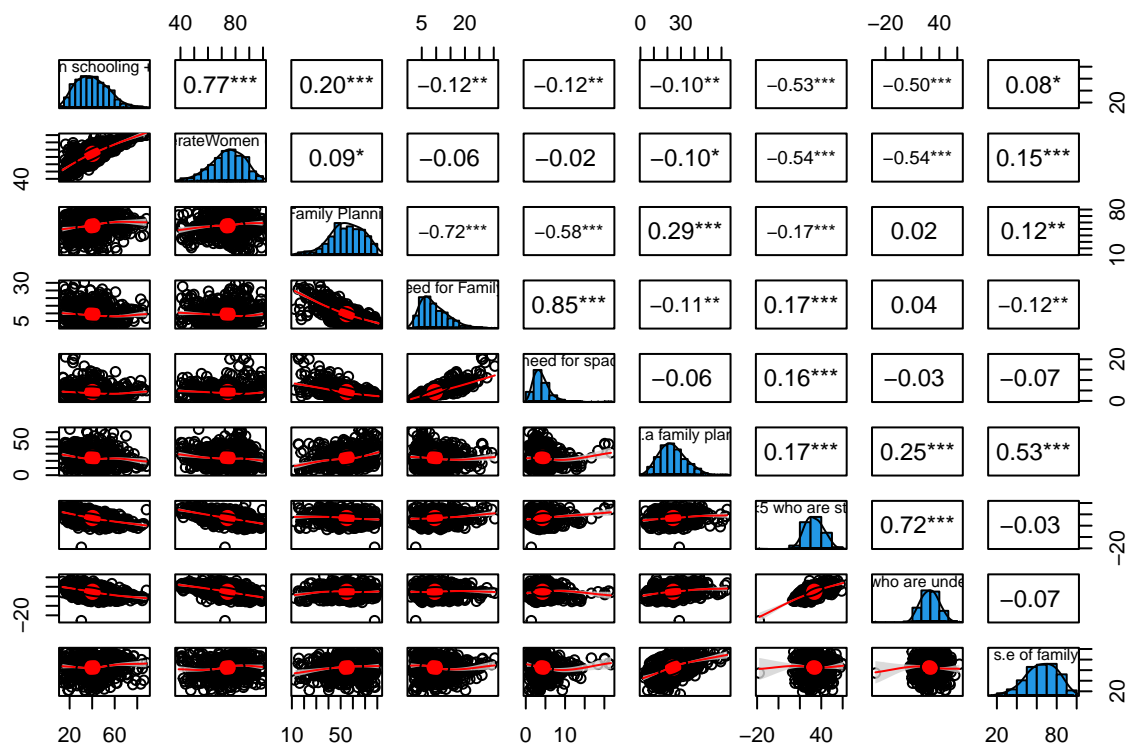 40 80 5 20 0 30 −20 40
n schooling + 0.77*** 0.20*** −0.12** −0.12** −0.10** −0.53*** −0.50*** 0.08* 20
40 erateWomen 0.09* −0.06 −0.02 −0.10* −0.54*** −0.54*** 0.15***
Family Planni −0.72*** −0.58*** 0.29*** −0.17*** 0.02 0.12** 10 80
5 30 eed for Family 0.85*** −0.11** 0.17*** 0.04 −0.12**
need for spac −0.06 0.16*** −0.03 −0.07 0 20
0 50 .a family plan 0.17*** 0.25*** 0.53***
5 who are st 0.72*** −0.03 −20
−20 who are unde −0.07
s.e of family 20
20 60 10 50 0 10 −20 40 20 80